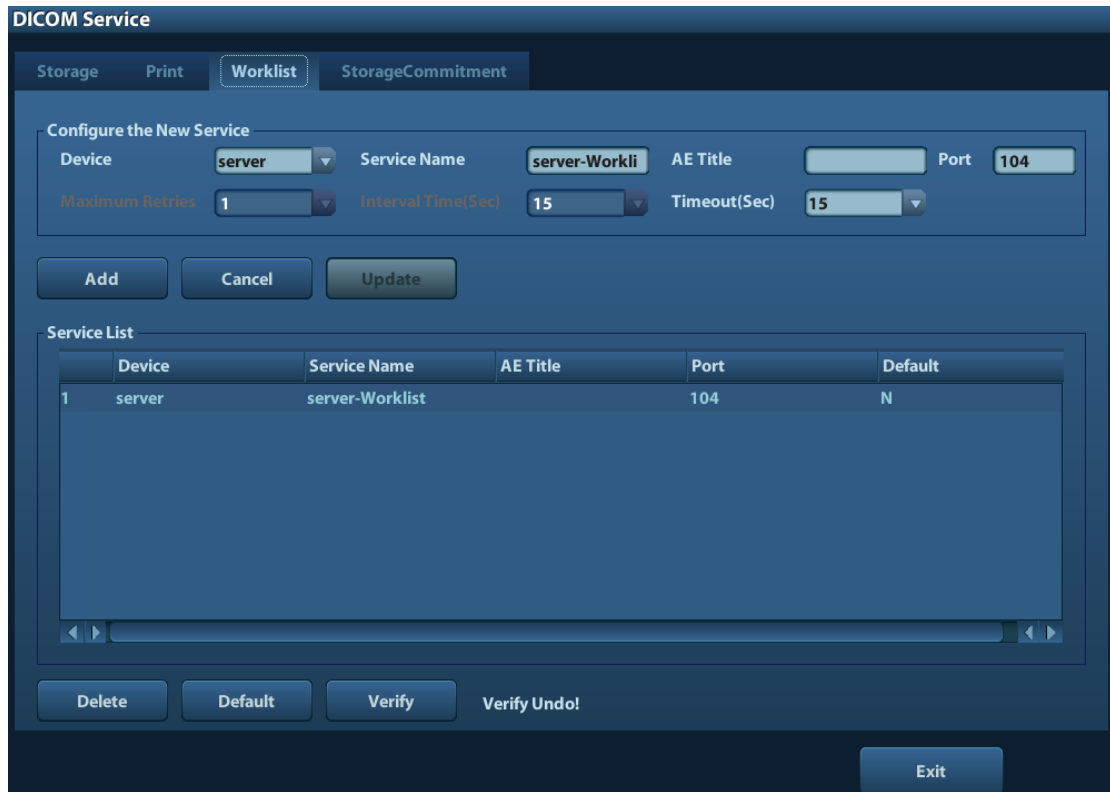 DICOM Service
Storage Print Worklist StorageCommitment
Configure the New Service
Device server Service Name server-Workli AE Title Port 104
Maximum Retries 1 Interval Time(Sec) 15 Timeout(Sec) 15
Add Cancel Update
Service List
Device Service Name AE Title Port Default
1 server server-Worklist 104 N
Delete Default Verify Verify Undo!
Exit